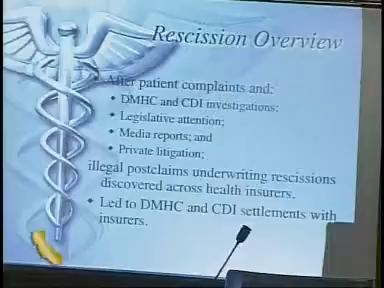 Rescission Overview
• After patient complaints and:
• DMHC and CDI investigations;
• Legislative attention;
• Media reports; and
• Private litigation;
illegal postclaims underwriting rescissions
discovered across health insurers.
• Led to DMHC and CDI settlements with
insurers.